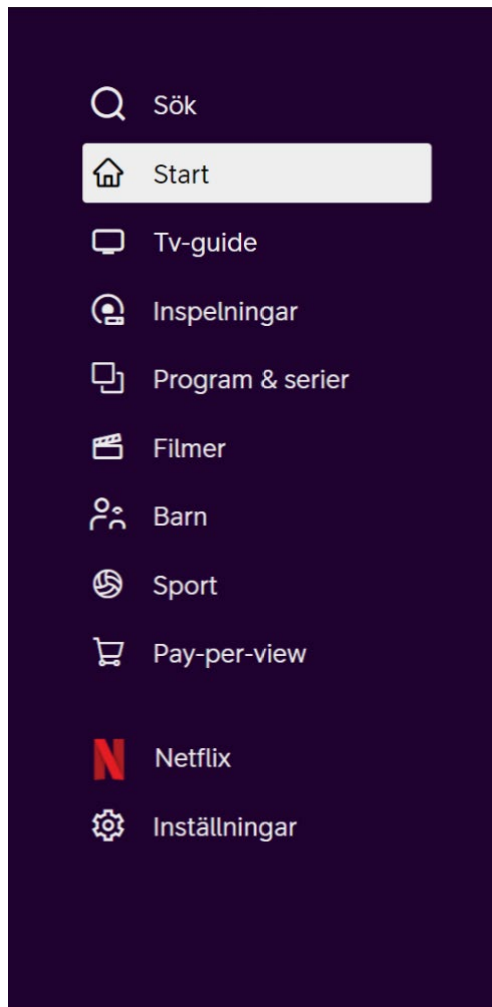 Sök
Start
Tv-guide
Inspelningar
Program & serier
Filmer
Barn
Sport
Pay-per-view
Netflix
Inställningar